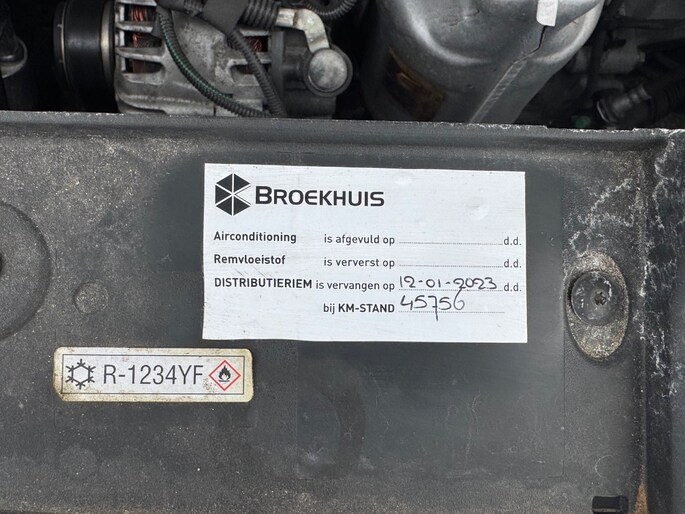 BROEKHUIS
Airconditioning is afgevuld op ........................ d.d.
Remvloeistof is ververst op ........................ d.d.
DISTRIBUTIERIEM is vervangen op 12-01-2023 d.d.
bij KM-STAND 45756
R-1234YF